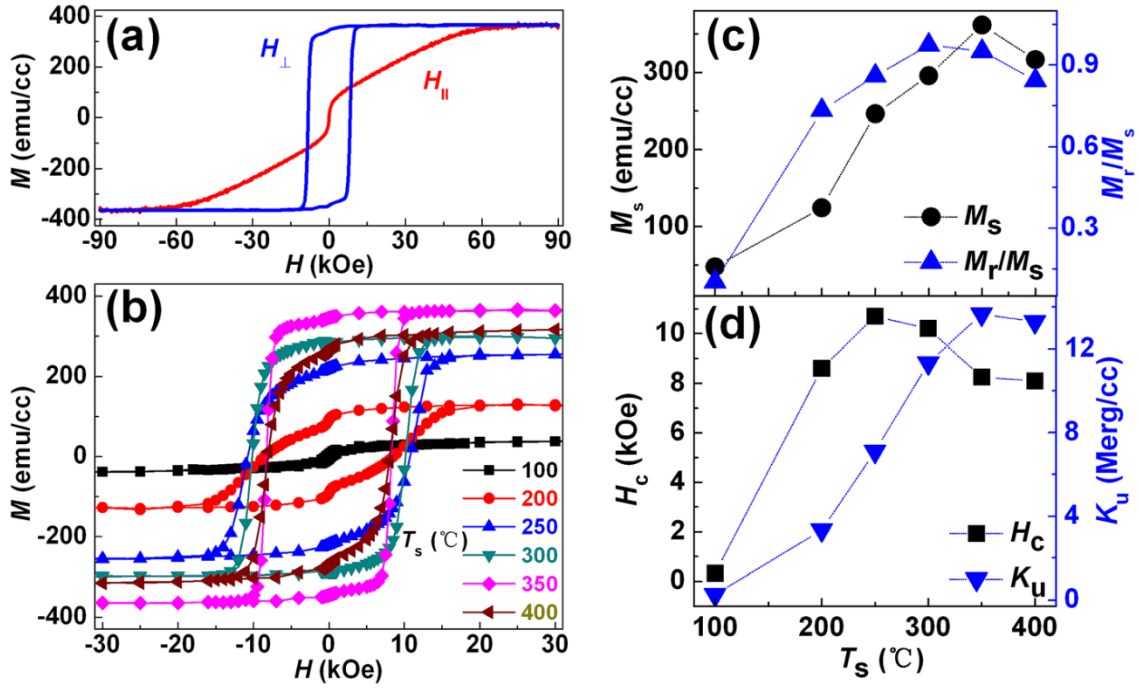 (a)
400
200
0
-200
-400
M (emu/cc)
H⊥
H||
-90 -60 -30 0 30 60 90
H (kOe)
(b)
400
200
0
-200
-400
M (emu/cc)
100
200
Ts (℃)
250
300
350
400
-30 -20 -10 0 10 20 30
H (kOe)
(c)
300
200
100
Ms (emu/cc)
0.9
0.6
0.3
0.1
Mr/Ms
Ms
Mr/Ms
(d)
10
8
6
4
2
0
Hc (kOe)
12
8
4
0
Ku (Merg/cc)
Hc
Ku
100 200 300 400
Ts (℃)